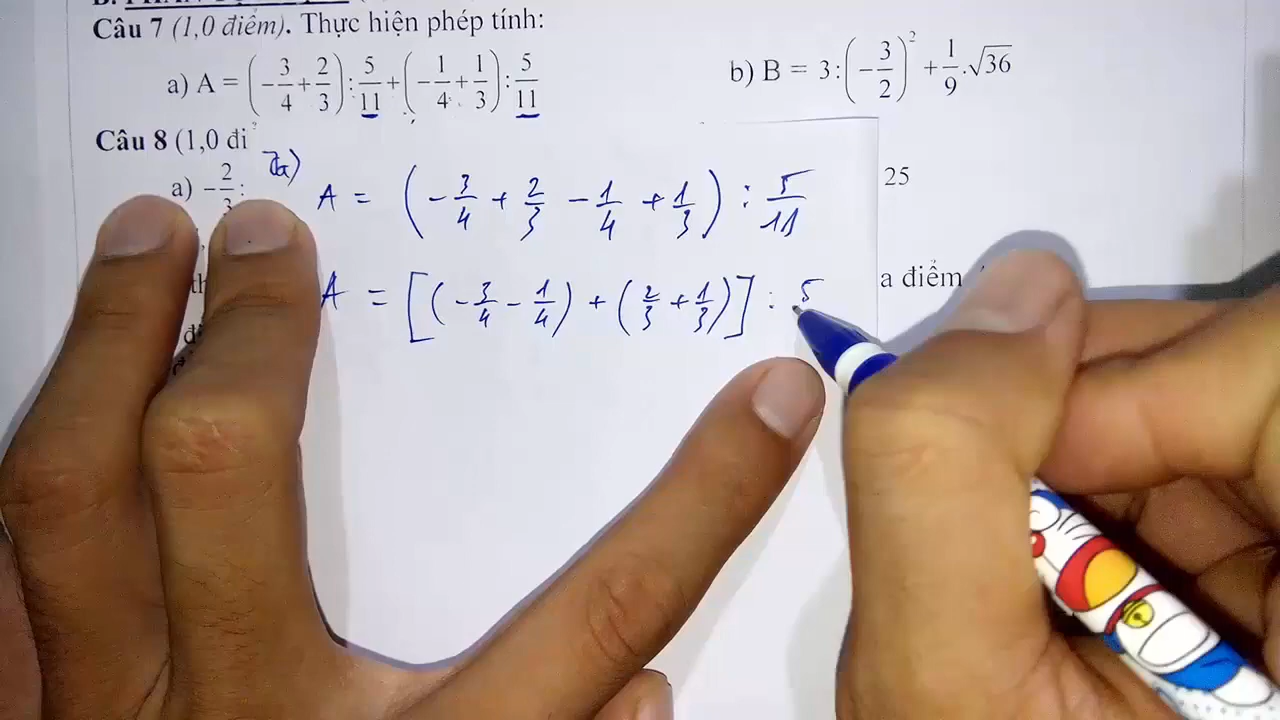 Câu 7 (1,0 điểm). Thực hiện phép tính:
a) A = (-3/4 + 2/3) : 5/11 + (-1/4 + 1/3) : 5/11
b) B = 3 : (-3/2)² + 1/9 . √36
Câu 8 (1,0 đi
7a)
a) -2/3 :
A = (-3/4 + 2/3 - 1/4 + 1/3) : 5/11
25
A = [(-3/4 - 1/4) + (2/3 + 1/3)] : 5
a điểm